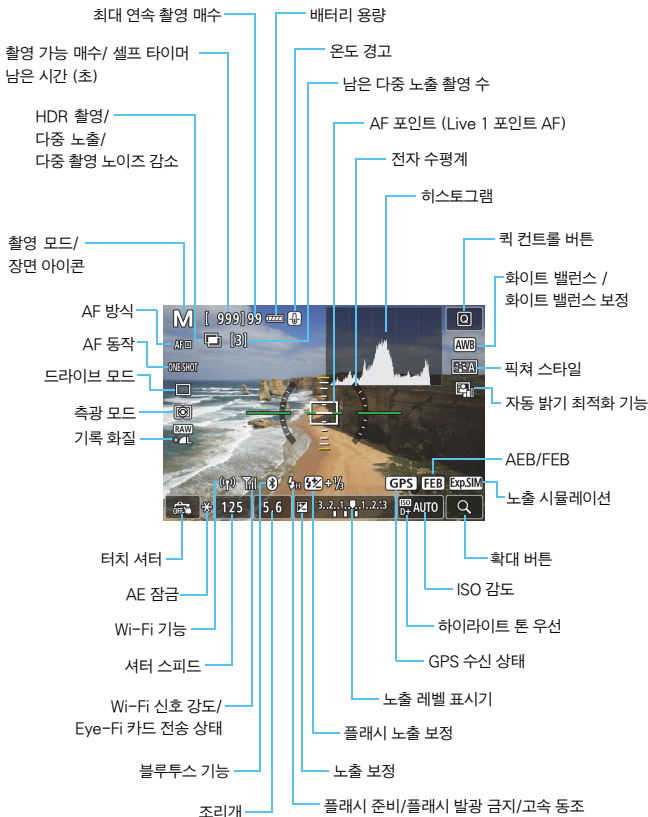 최대 연속 촬영 매수
배터리 용량
촬영 가능 매수/ 셀프 타이머
남은 시간 (초)
온도 경고
남은 다중 노출 촬영 수
HDR 촬영/
다중 노출/
다중 촬영 노이즈 감소
AF 포인트 (Live 1 포인트 AF)
전자 수평계
히스토그램
촬영 모드/
장면 아이콘
퀵 컨트롤 버튼
화이트 밸런스 /
화이트 밸런스 보정
AF 방식
AF 동작
드라이브 모드
측광 모드
기록 화질
픽쳐 스타일
자동 밝기 최적화 기능
AEB/FEB
노출 시뮬레이션
M [ 999] 99
AF
[3]
ONE SHOT
RAW
L
Q
AWB
A
H
+1/3
GPS FEB Exp.SIM
OFF
* 125 5.6 3..2..1..0..1..2.:3 ISO D+ AUTO
터치 셔터
확대 버튼
AE 잠금
ISO 감도
Wi-Fi 기능
하이라이트 톤 우선
셔터 스피드
GPS 수신 상태
Wi-Fi 신호 강도/
Eye-Fi 카드 전송 상태
노출 레벨 표시기
플래시 노출 보정
블루투스 기능
노출 보정
조리개
플래시 준비/플래시 발광 금지/고속 동조